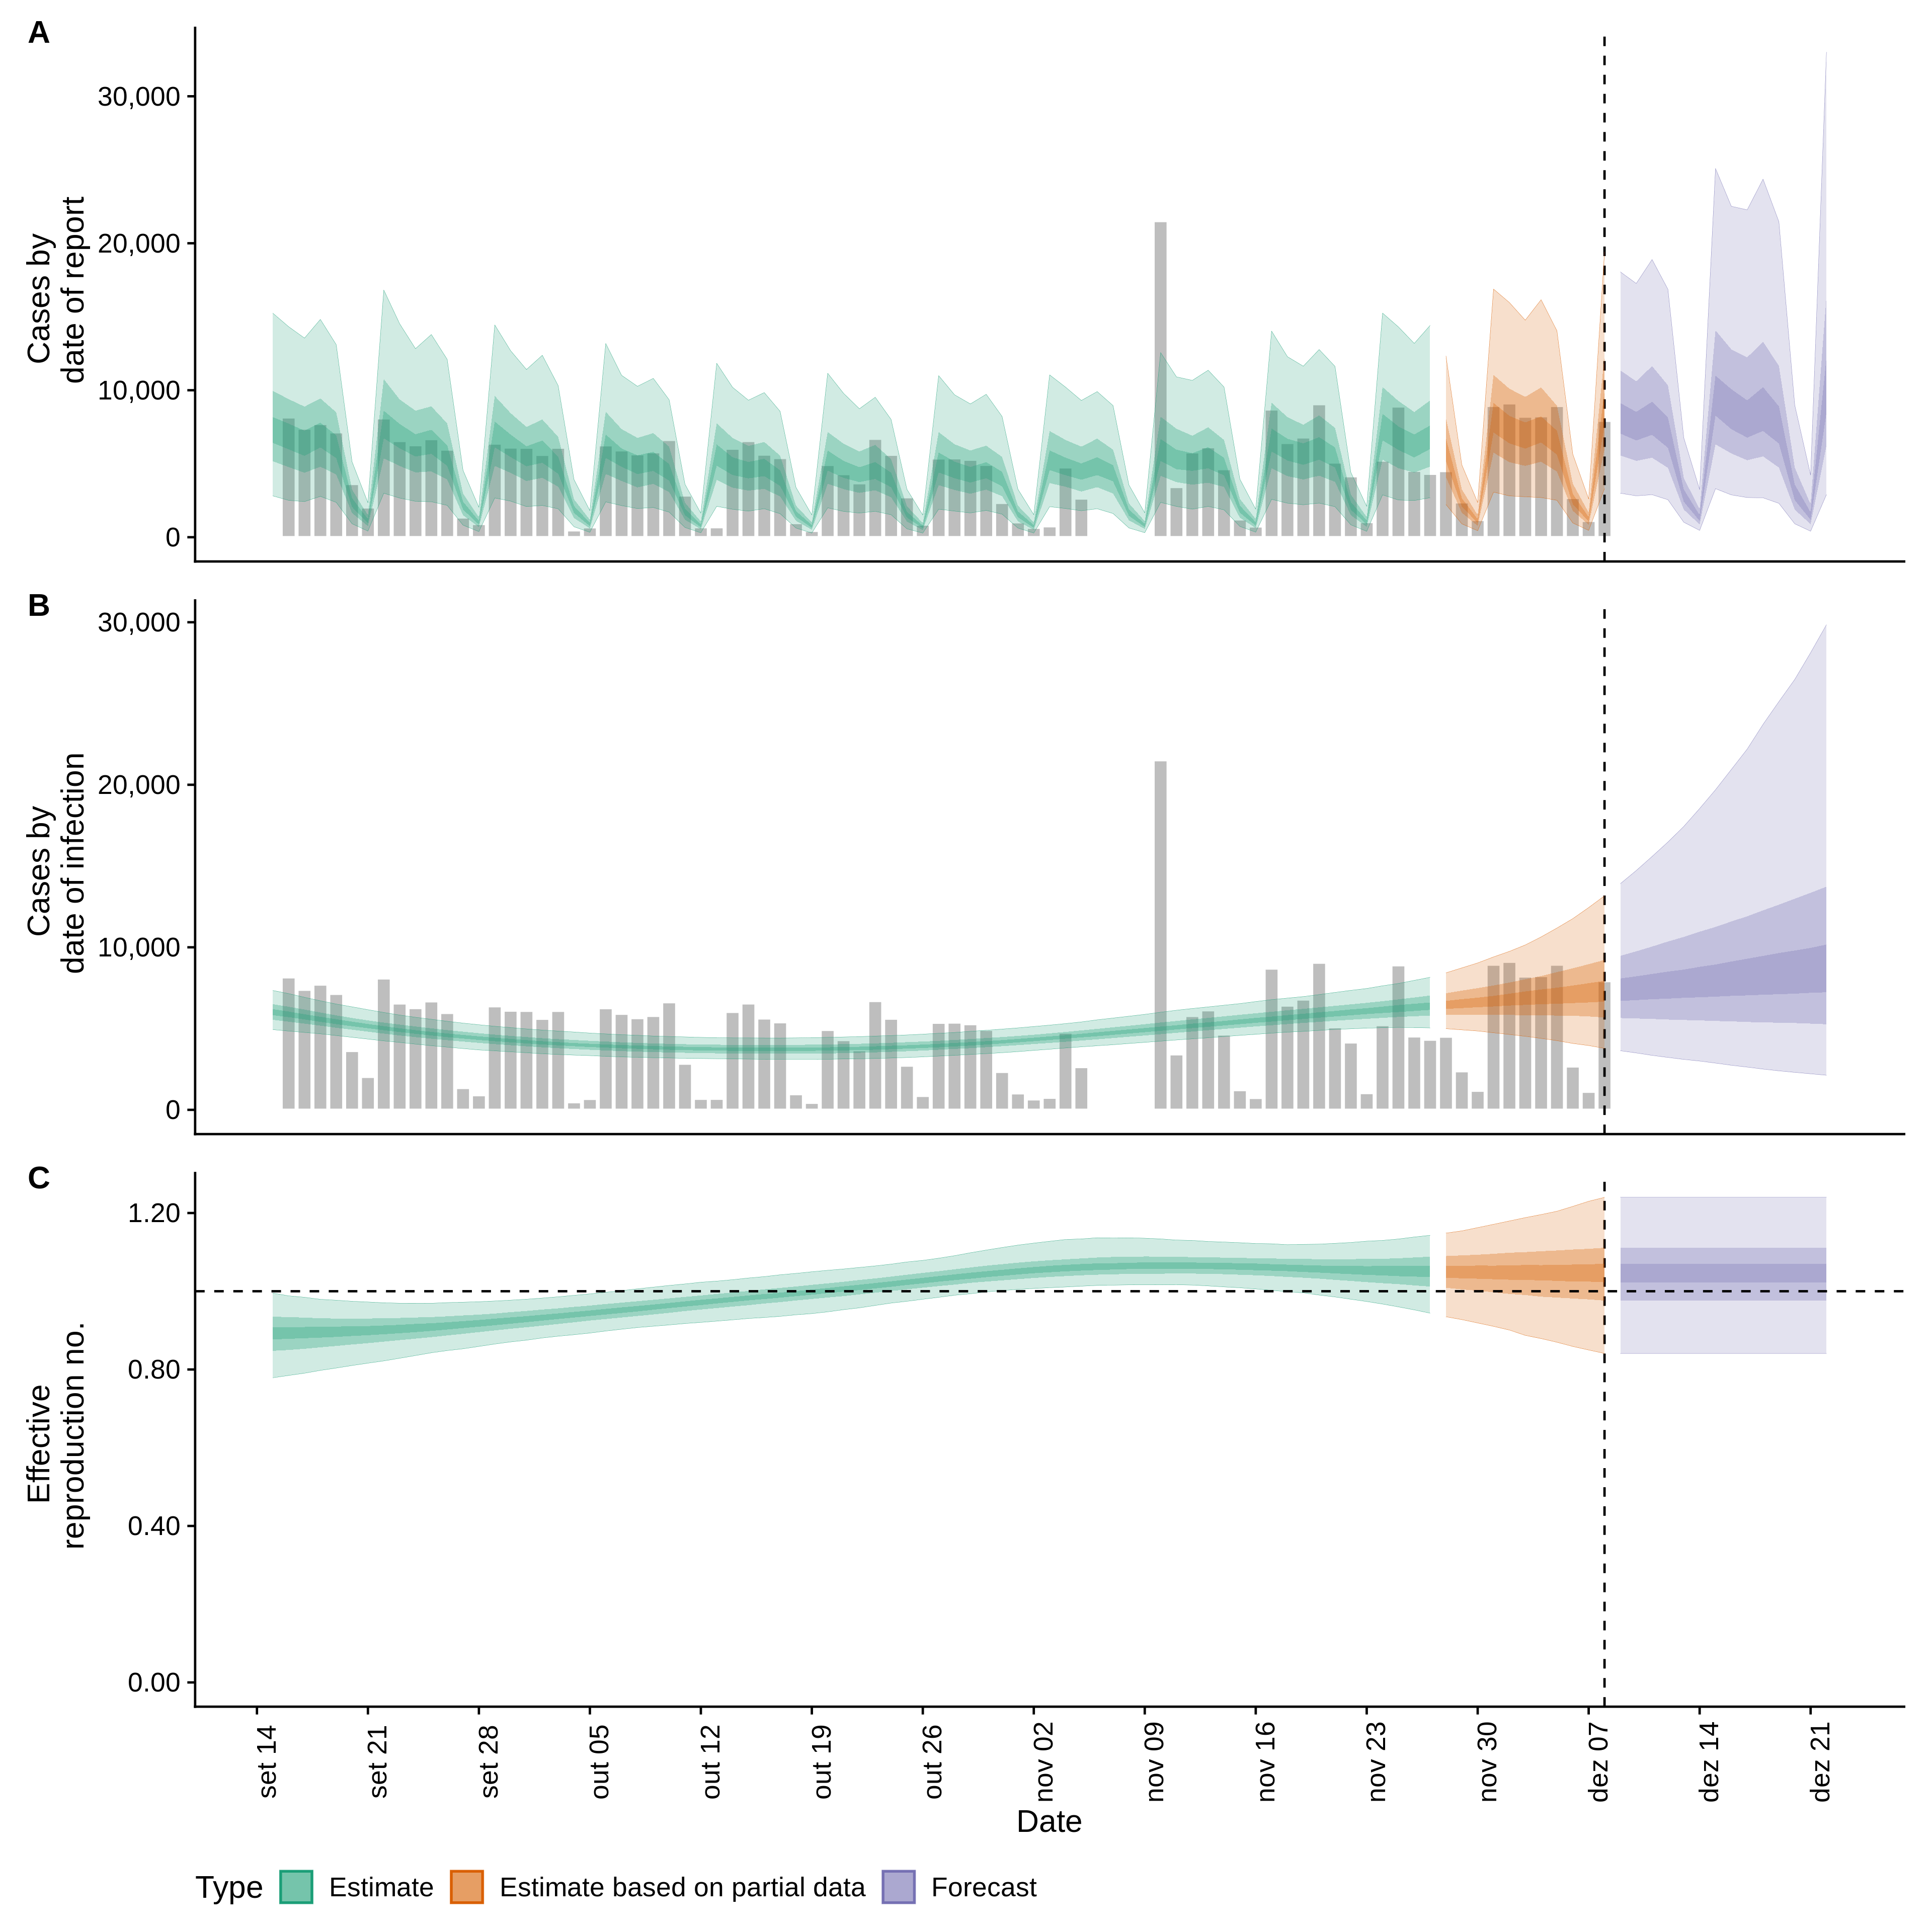 A
Cases by
date of report
30,000
20,000
10,000
0
B
Cases by
date of infection
30,000
20,000
10,000
0
C
Effective
reproduction no.
1.20
0.80
0.40
0.00
set 14
set 21
set 28
out 05
out 12
out 19
out 26
nov 02
nov 09
nov 16
nov 23
nov 30
dez 07
dez 14
dez 21
Date
Type Estimate Estimate based on partial data Forecast